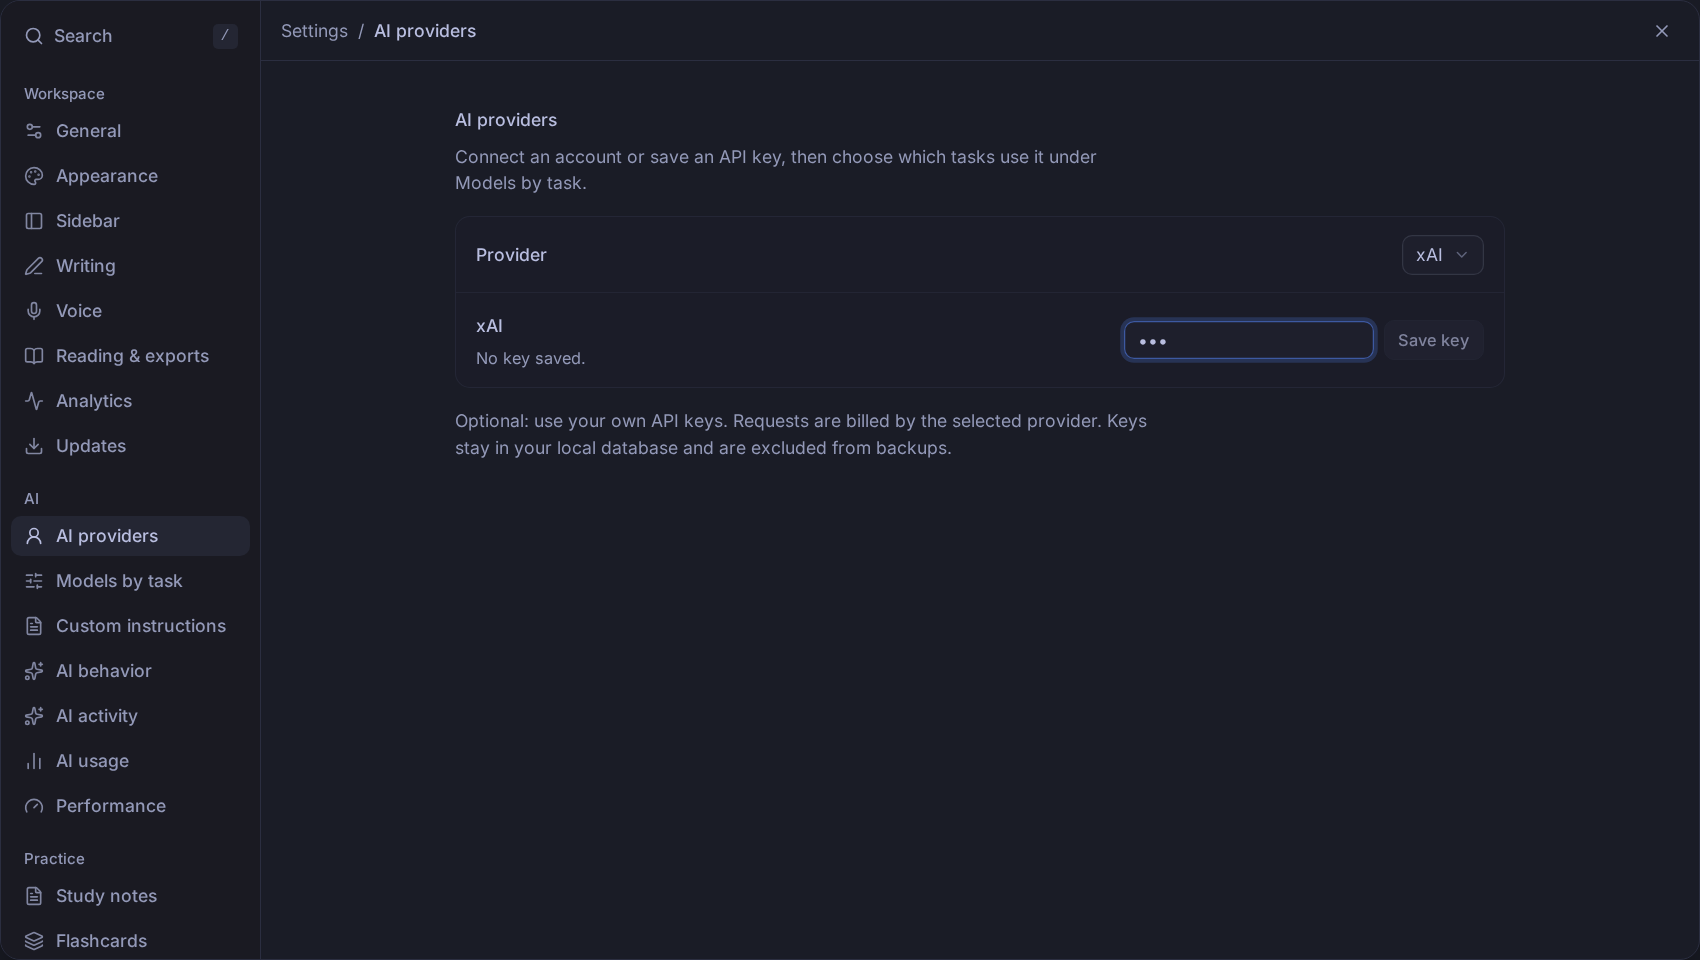 Search /
Settings / AI providers
Workspace
General
Appearance
Sidebar
Writing
Voice
Reading & exports
Analytics
Updates
AI
AI providers
Models by task
Custom instructions
AI behavior
AI activity
AI usage
Performance
Practice
Study notes
Flashcards
AI providers
Connect an account or save an API key, then choose which tasks use it under
Models by task.
Provider
xAI
xAI
No key saved.
•••
Save key
Optional: use your own API keys. Requests are billed by the selected provider. Keys
stay in your local database and are excluded from backups.